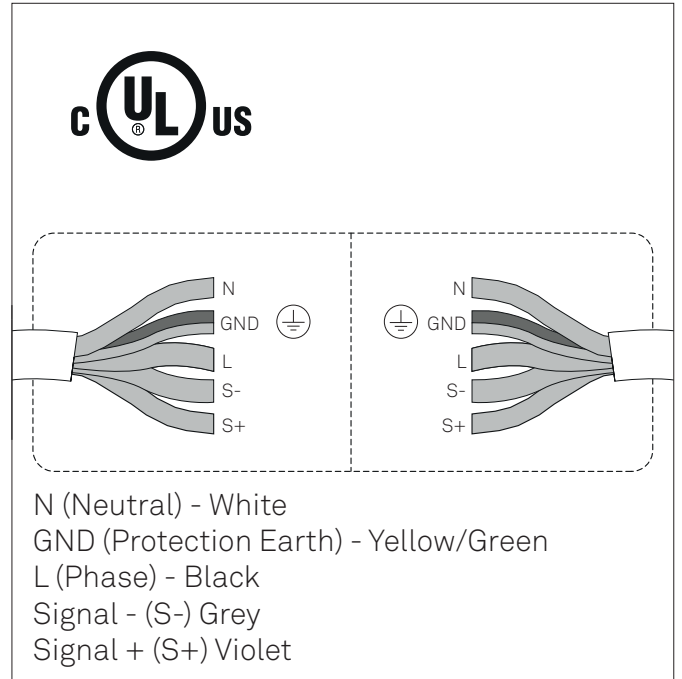 C UL ® US
N N
GND GND
L L
S- S-
S+ S+
N (Neutral) - White
GND (Protection Earth) - Yellow/Green
L (Phase) - Black
Signal - (S-) Grey
Signal + (S+) Violet